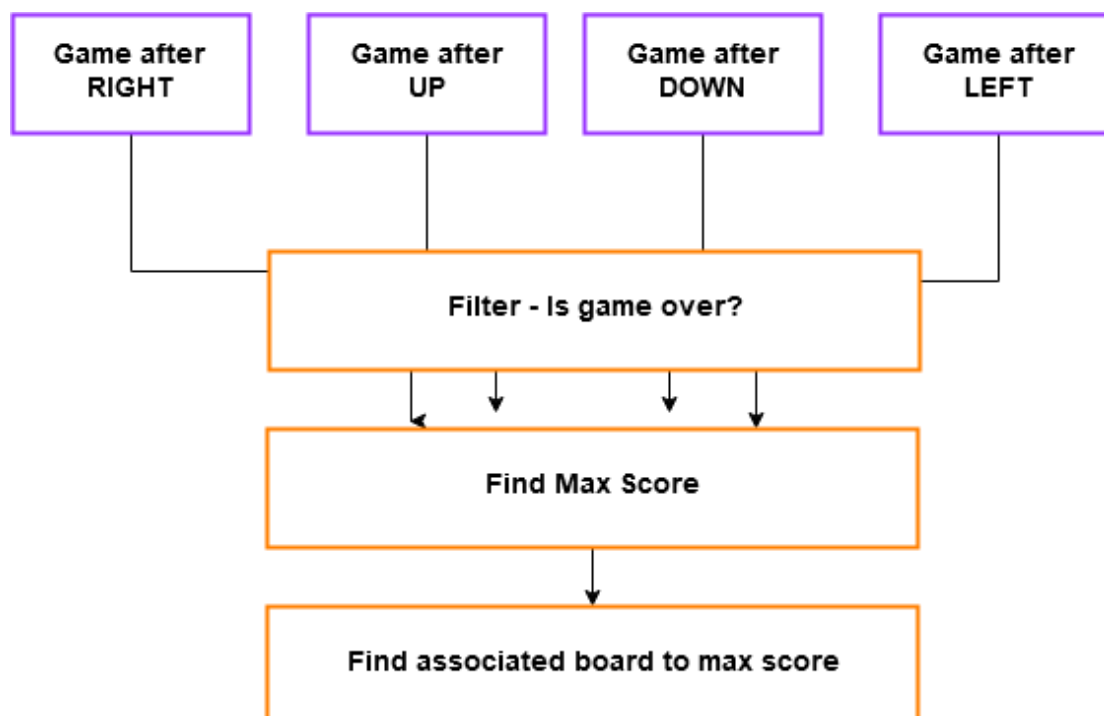 Game after
RIGHT
Game after
UP
Game after
DOWN
Game after
LEFT
Filter - Is game over?
Find Max Score
Find associated board to max score